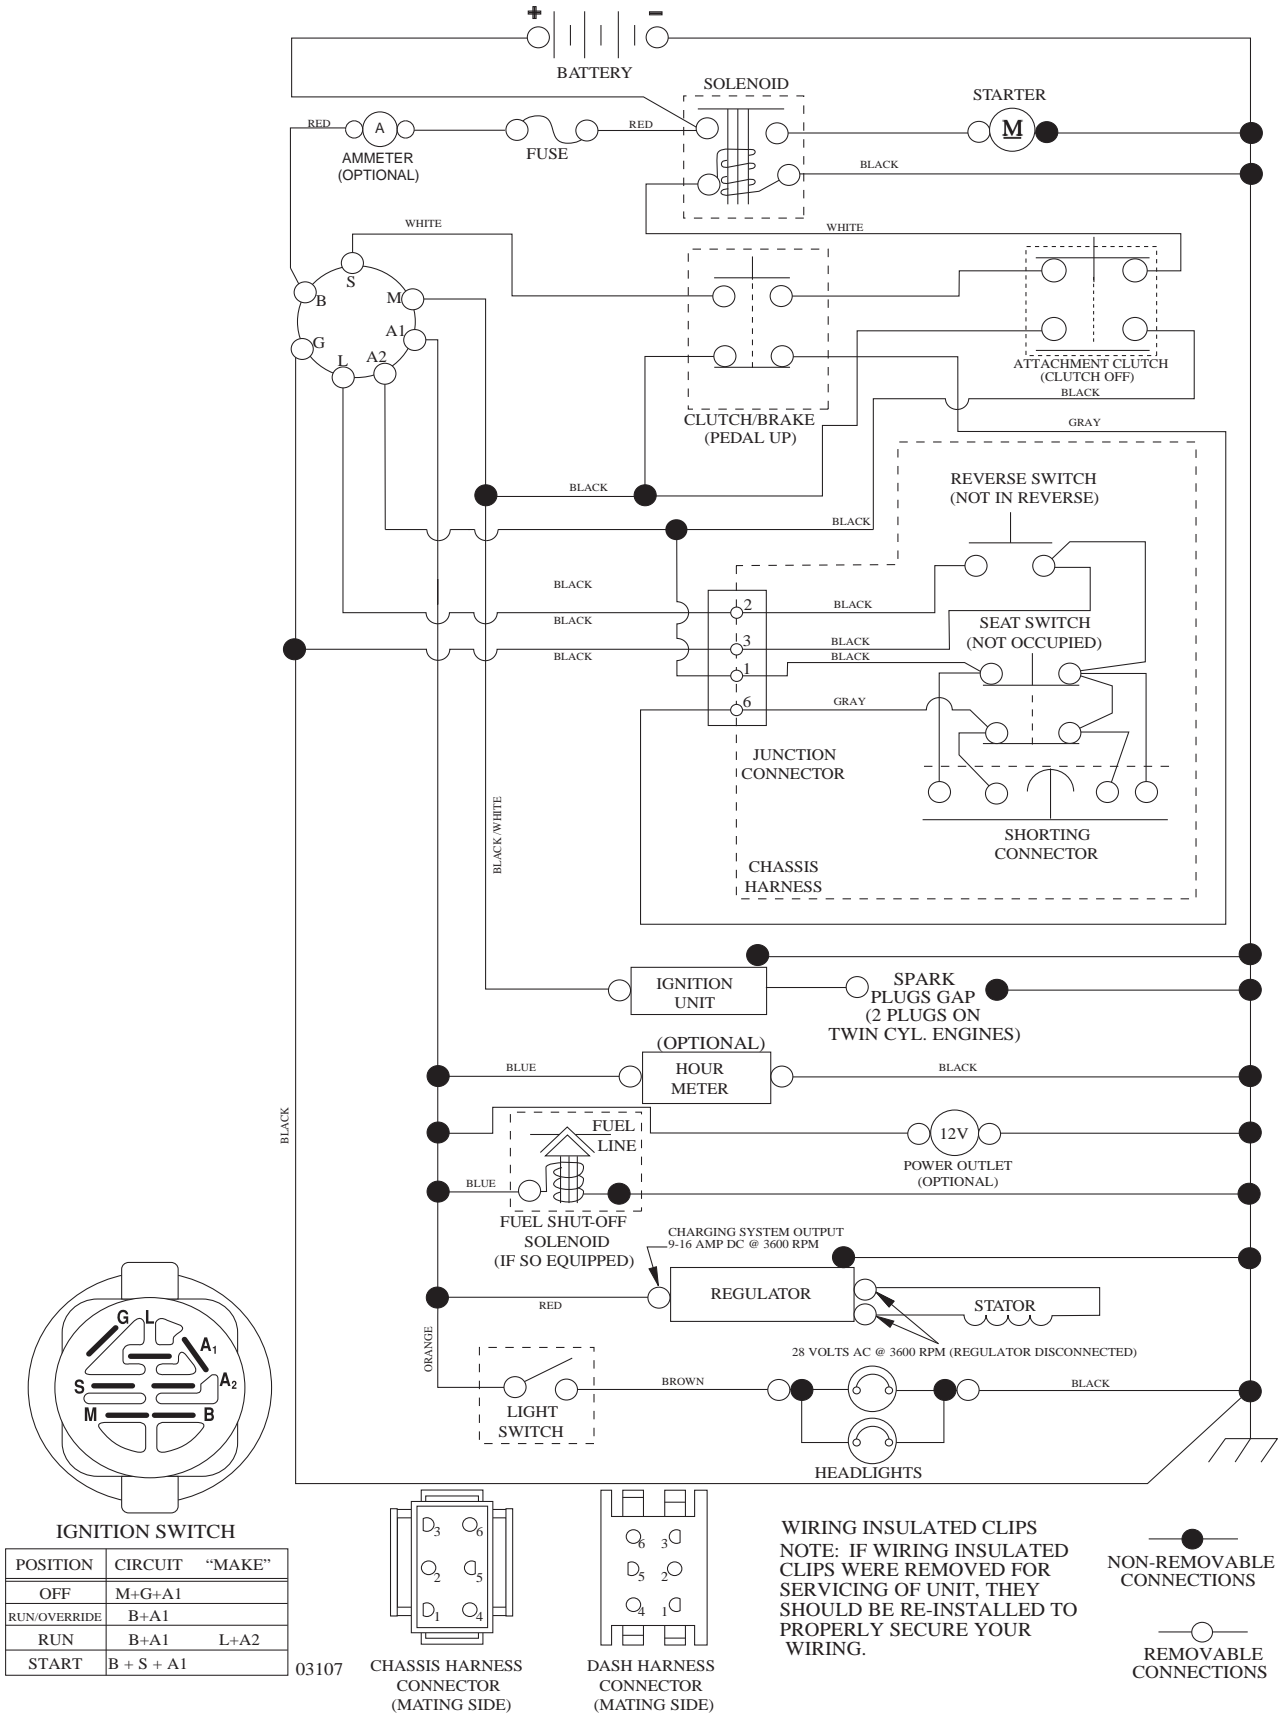 + –
BATTERY
SOLENOID
STARTER
RED
A
RED
M
AMMETER
(OPTIONAL)
FUSE
BLACK
WHITE
WHITE
S
B
M
A1
G
L
A2
ATTACHMENT CLUTCH
(CLUTCH OFF)
BLACK
CLUTCH/BRAKE
(PEDAL UP)
GRAY
REVERSE SWITCH
(NOT IN REVERSE)
BLACK
BLACK
BLACK
2
BLACK
BLACK
SEAT SWITCH
(NOT OCCUPIED)
3
BLACK
BLACK
BLACK
1
6
GRAY
JUNCTION
CONNECTOR
BLACK/WHITE
SHORTING
CONNECTOR
CHASSIS
HARNESS
IGNITION
UNIT
SPARK
PLUGS GAP
(2 PLUGS ON
TWIN CYL. ENGINES)
(OPTIONAL)
HOUR
METER
BLUE
BLACK
BLACK
FUEL
LINE
12V
POWER OUTLET
(OPTIONAL)
BLUE
FUEL SHUT-OFF
SOLENOID
(IF SO EQUIPPED)
CHARGING SYSTEM OUTPUT
9-16 AMP DC @ 3600 RPM
REGULATOR
RED
STATOR
ORANGE
28 VOLTS AC @ 3600 RPM (REGULATOR DISCONNECTED)
LIGHT
SWITCH
BROWN
BLACK
HEADLIGHTS
G L
A1
S
A2
M
B
IGNITION SWITCH
POSITION CIRCUIT “MAKE”
OFF M+G+A1
RUN/OVERRIDE B+A1
RUN B+A1 L+A2
START B + S + A1
03107
3 6
2 5
1 4
CHASSIS HARNESS
CONNECTOR
(MATING SIDE)
6 3
5 2
4 1
DASH HARNESS
CONNECTOR
(MATING SIDE)
WIRING INSULATED CLIPS
NOTE: IF WIRING INSULATED
CLIPS WERE REMOVED FOR
SERVICING OF UNIT, THEY
SHOULD BE RE-INSTALLED TO
PROPERLY SECURE YOUR
WIRING.
NON-REMOVABLE
CONNECTIONS
REMOVABLE
CONNECTIONS